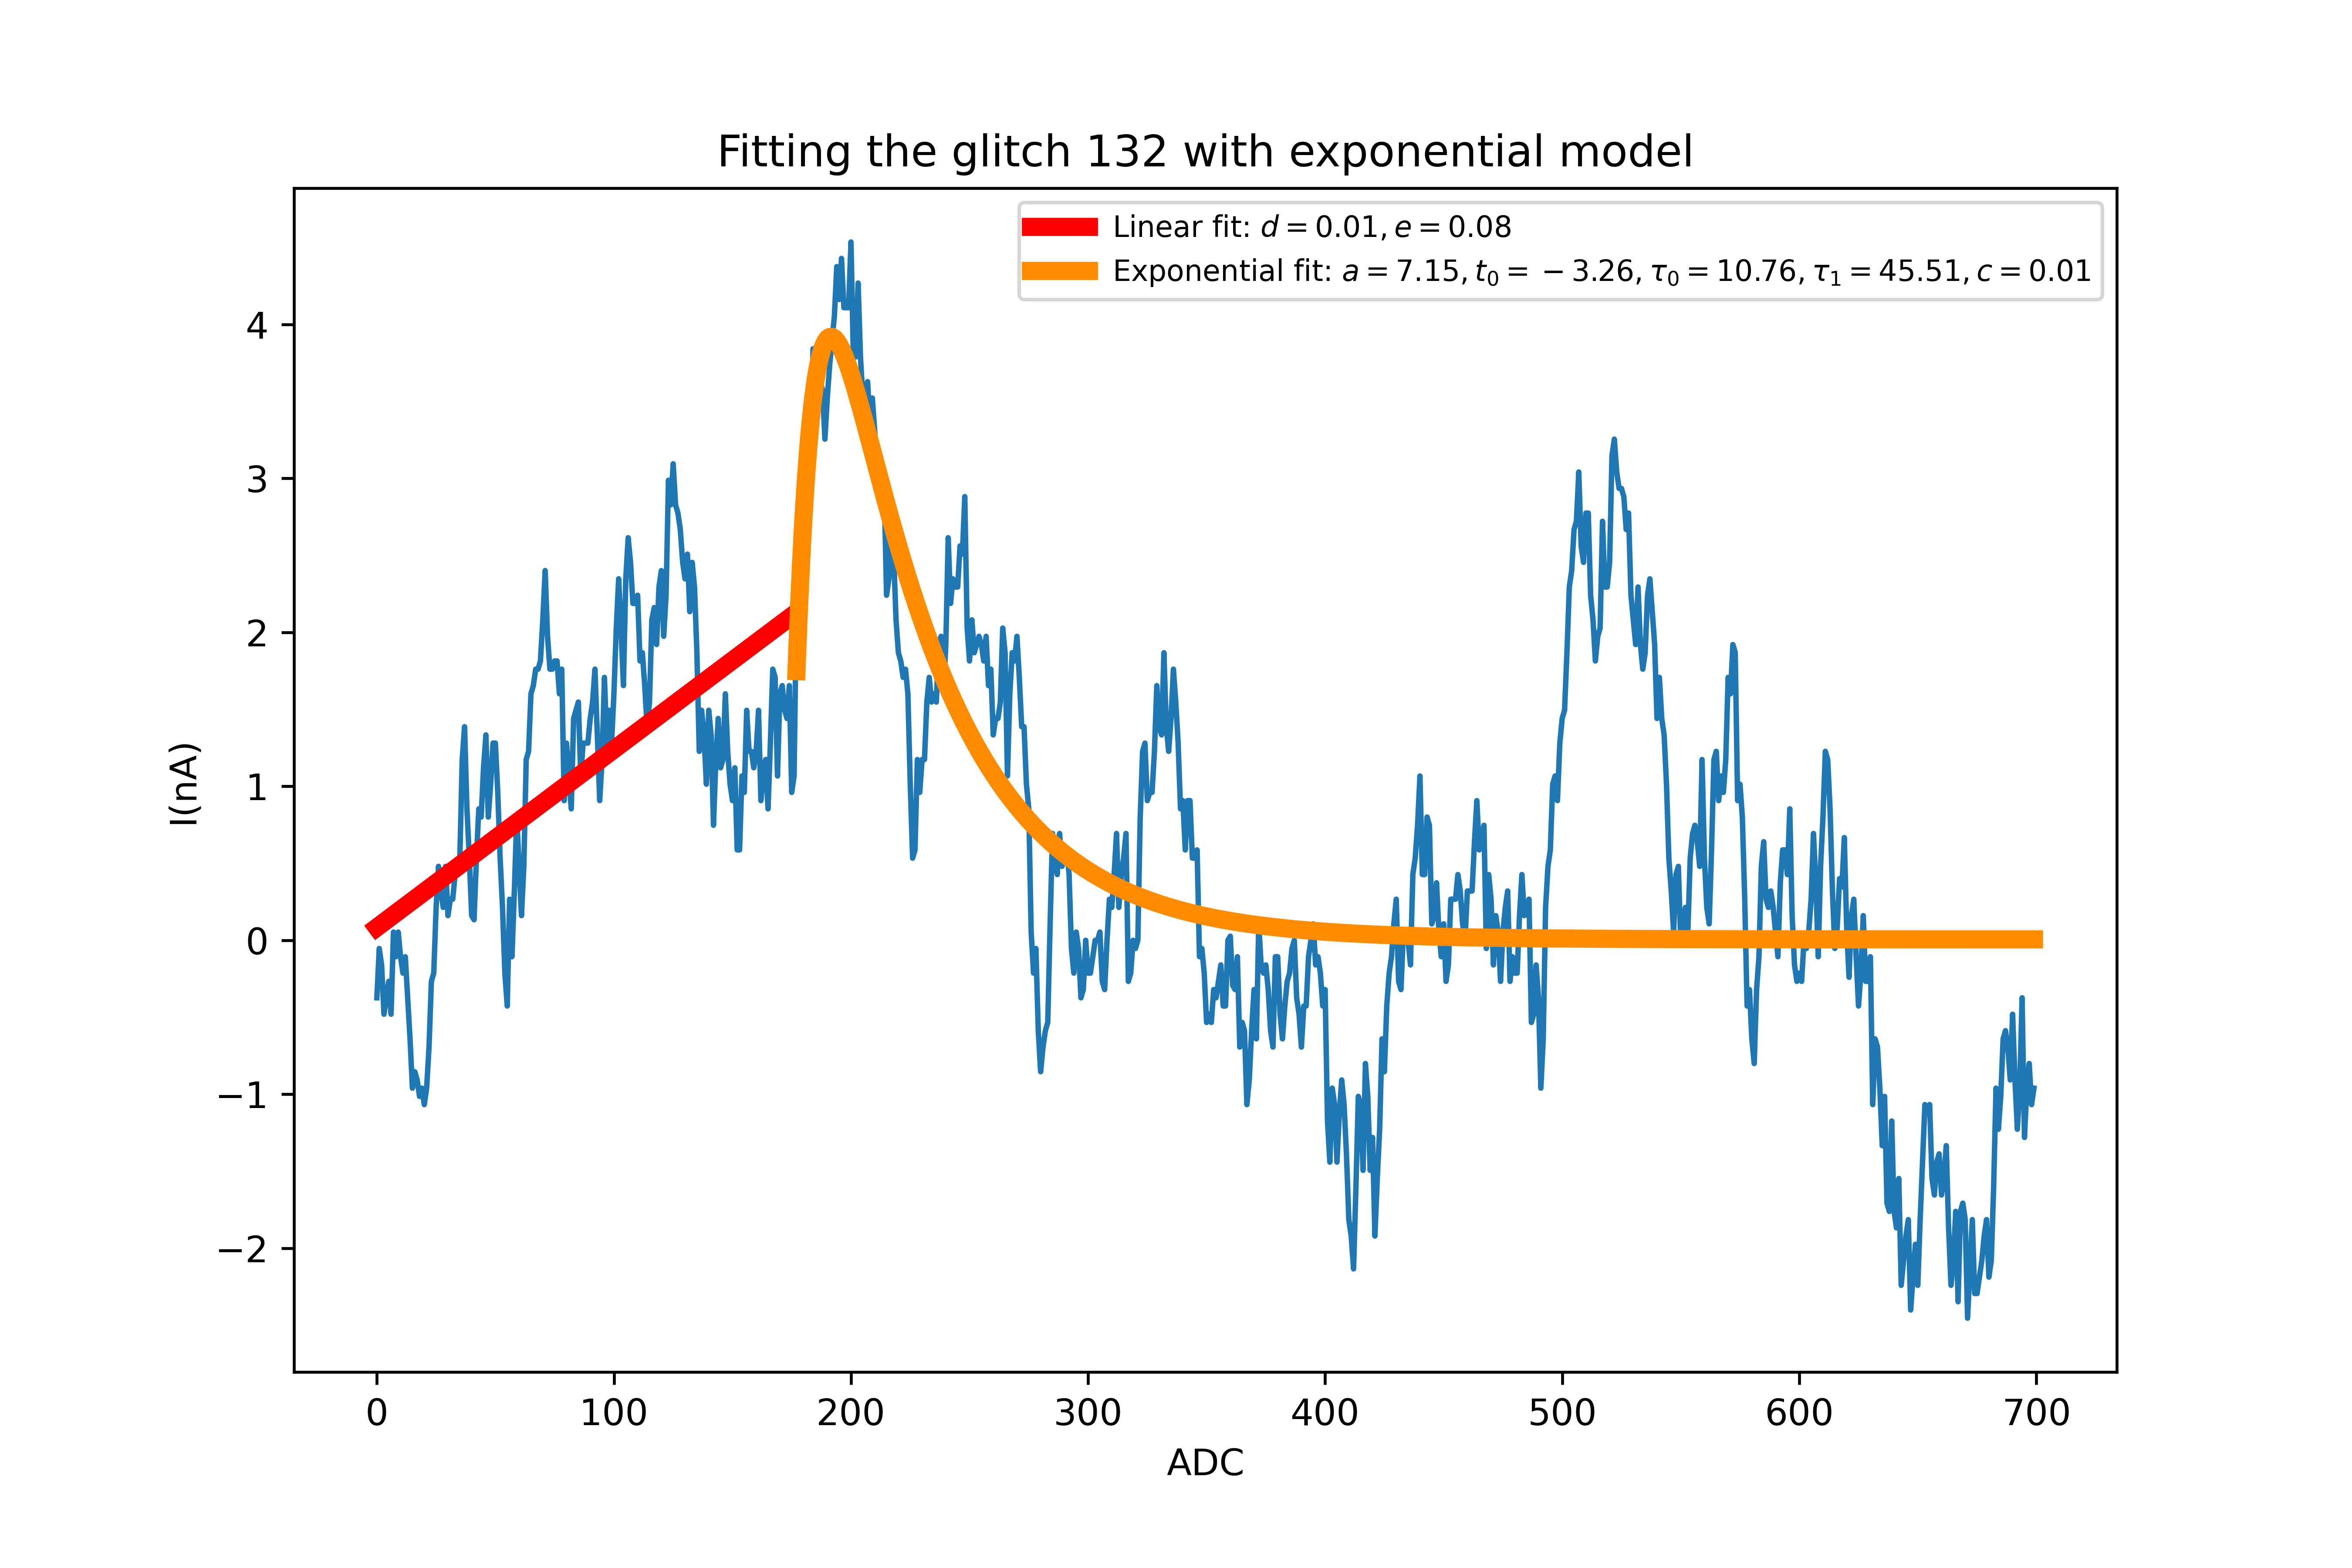 Fitting the glitch 132 with exponential model
Linear fit: d = 0.01, e = 0.08
Exponential fit: a = 7.15, t₀ = −3.26, τ₀ = 10.76, τ₁ = 45.51, c = 0.01
4
3
2
1
0
−1
−2
I(nA)
0 100 200 300 400 500 600 700
ADC